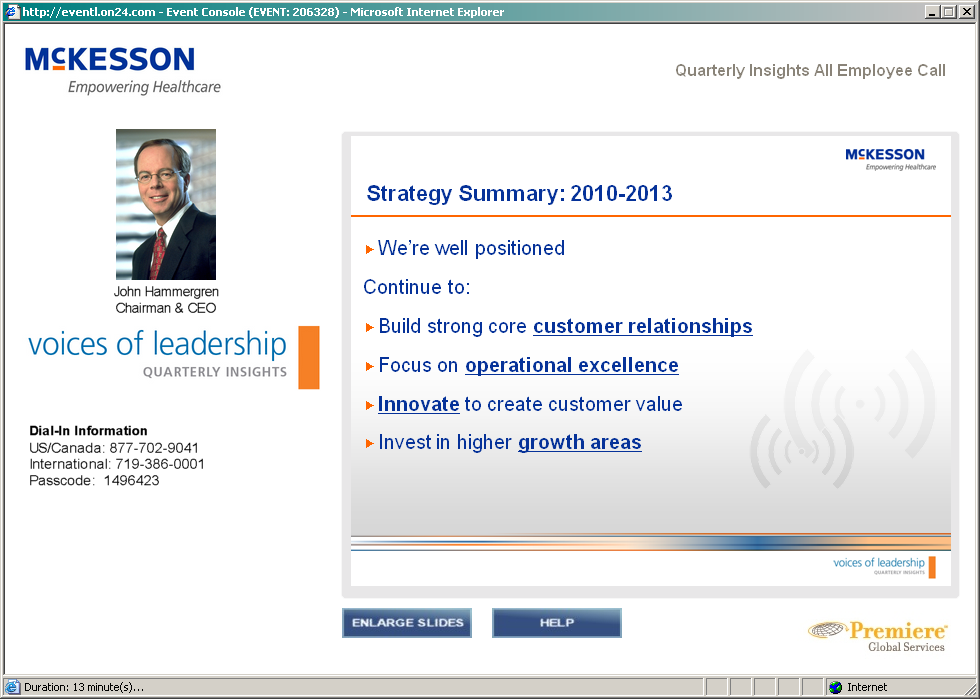 http://event1.on24.com - Event Console (EVENT: 206328) - Microsoft Internet Explorer
McKESSON
Empowering Healthcare
Quarterly Insights All Employee Call
John Hammergren
Chairman & CEO
voices of leadership
QUARTERLY INSIGHTS
Dial-In Information
US/Canada: 877-702-9041
International: 719-386-0001
Passcode: 1496423
McKESSON
Empowering Healthcare
Strategy Summary: 2010-2013
We're well positioned
Continue to:
Build strong core customer relationships
Focus on operational excellence
Innovate to create customer value
Invest in higher growth areas
voices of leadership
QUARTERLY INSIGHTS
ENLARGE SLIDES
HELP
Premiere
Global Services
Duration: 13 minute(s)...
Internet